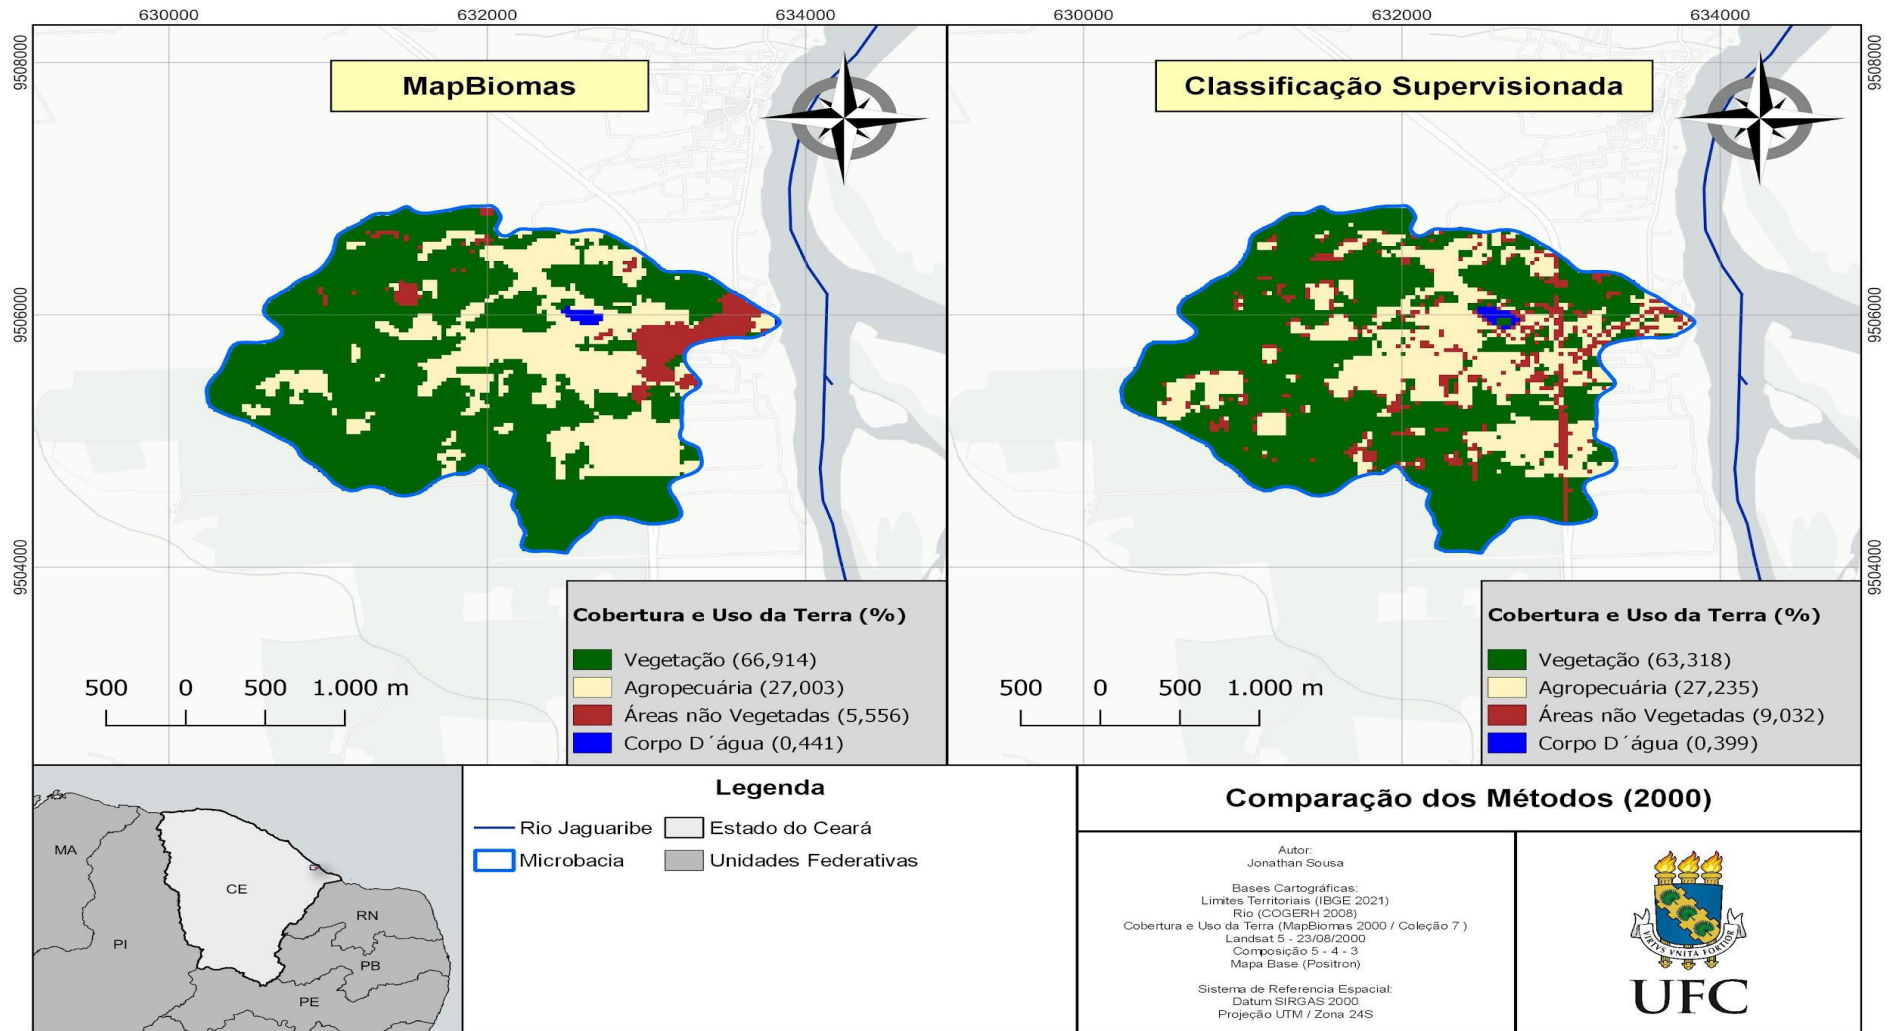 630000
632000
634000
630000
632000
634000
9508000
9506000
9504000
9508000
9506000
9504000
MapBiomas
Cobertura e Uso da Terra (%)
Vegetação (66,914)
Agropecuária (27,003)
Áreas não Vegetadas (5,556)
Corpo D´água (0,441)
500 0 500 1.000 m
Classificação Supervisionada
Cobertura e Uso da Terra (%)
Vegetação (63,318)
Agropecuária (27,235)
Áreas não Vegetadas (9,032)
Corpo D´água (0,399)
500 0 500 1.000 m
MA
PI
CE
RN
PB
PE
Legenda
Rio Jaguaribe
Estado do Ceará
Microbacia
Unidades Federativas
Comparação dos Métodos (2000)
Autor:
Jonathan Sousa
Bases Cartográficas:
Limites Territoriais (IBGE 2021)
Rio (COGERH 2008)
Cobertura e Uso da Terra (MapBiomas 2000 / Coleção 7 )
Landsat 5 - 23/08/2000
Composição 5 - 4 - 3
Mapa Base (Positron)
Sistema de Referencia Espacial:
Datum SIRGAS 2000
Projeção UTM / Zona 24S
VIRTVS VNITA FORTIOR
UFC